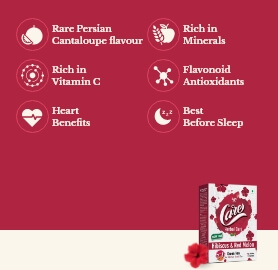 Rare Persian
Cantaloupe flavour
Rich in
Minerals
Rich in
Vitamin C
Flavonoid
Antioxidants
Heart
Benefits
Best
Before Sleep
Care
Hibiscus & Red Melon